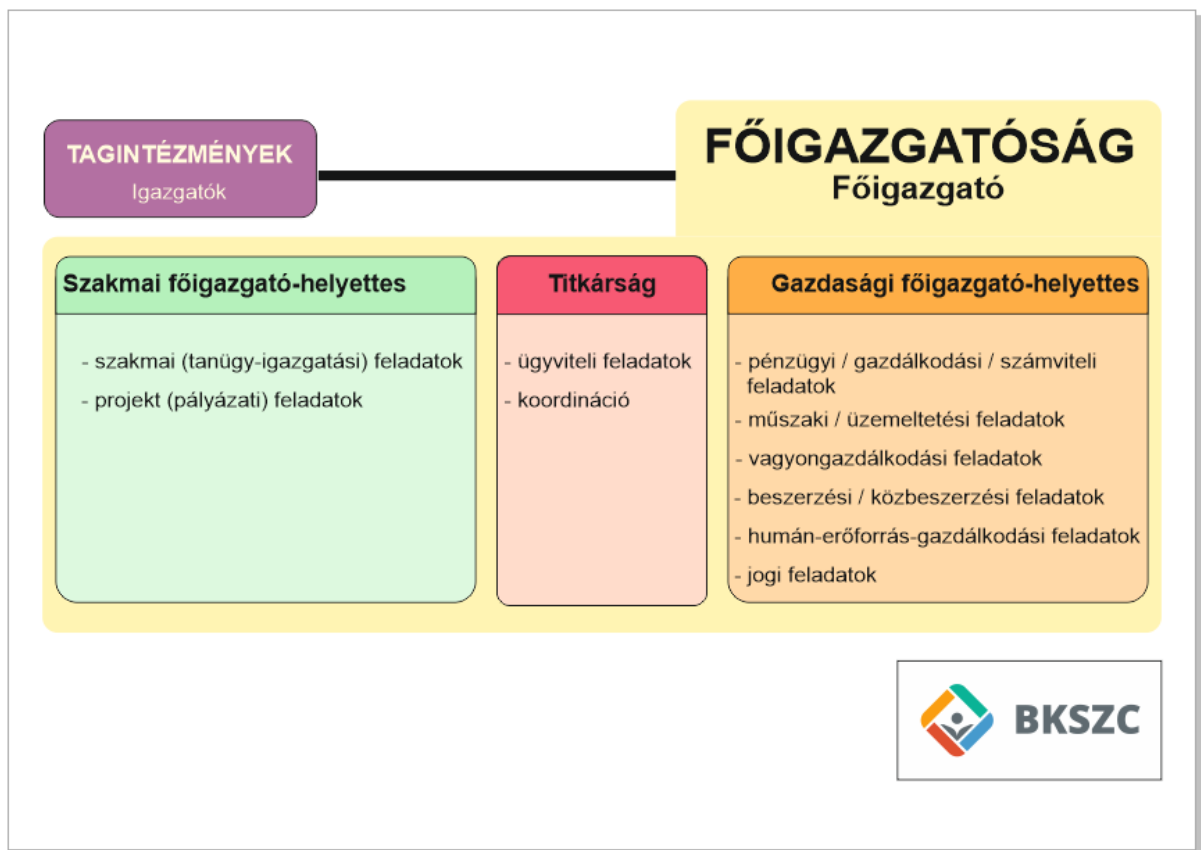 TAGINTÉZMÉNYEK
Igazgatók
FŐIGAZGATÓSÁG
Főigazgató
Szakmai főigazgató-helyettes
- szakmai (tanügy-igazgatási) feladatok
- projekt (pályázati) feladatok
Titkárság
- ügyviteli feladatok
- koordináció
Gazdasági főigazgató-helyettes
- pénzügyi / gazdálkodási / számviteli
feladatok
- műszaki / üzemeltetési feladatok
- vagyongazdálkodási feladatok
- beszerzési / közbeszerzési feladatok
- humán-erőforrás-gazdálkodási feladatok
- jogi feladatok
BKSZC